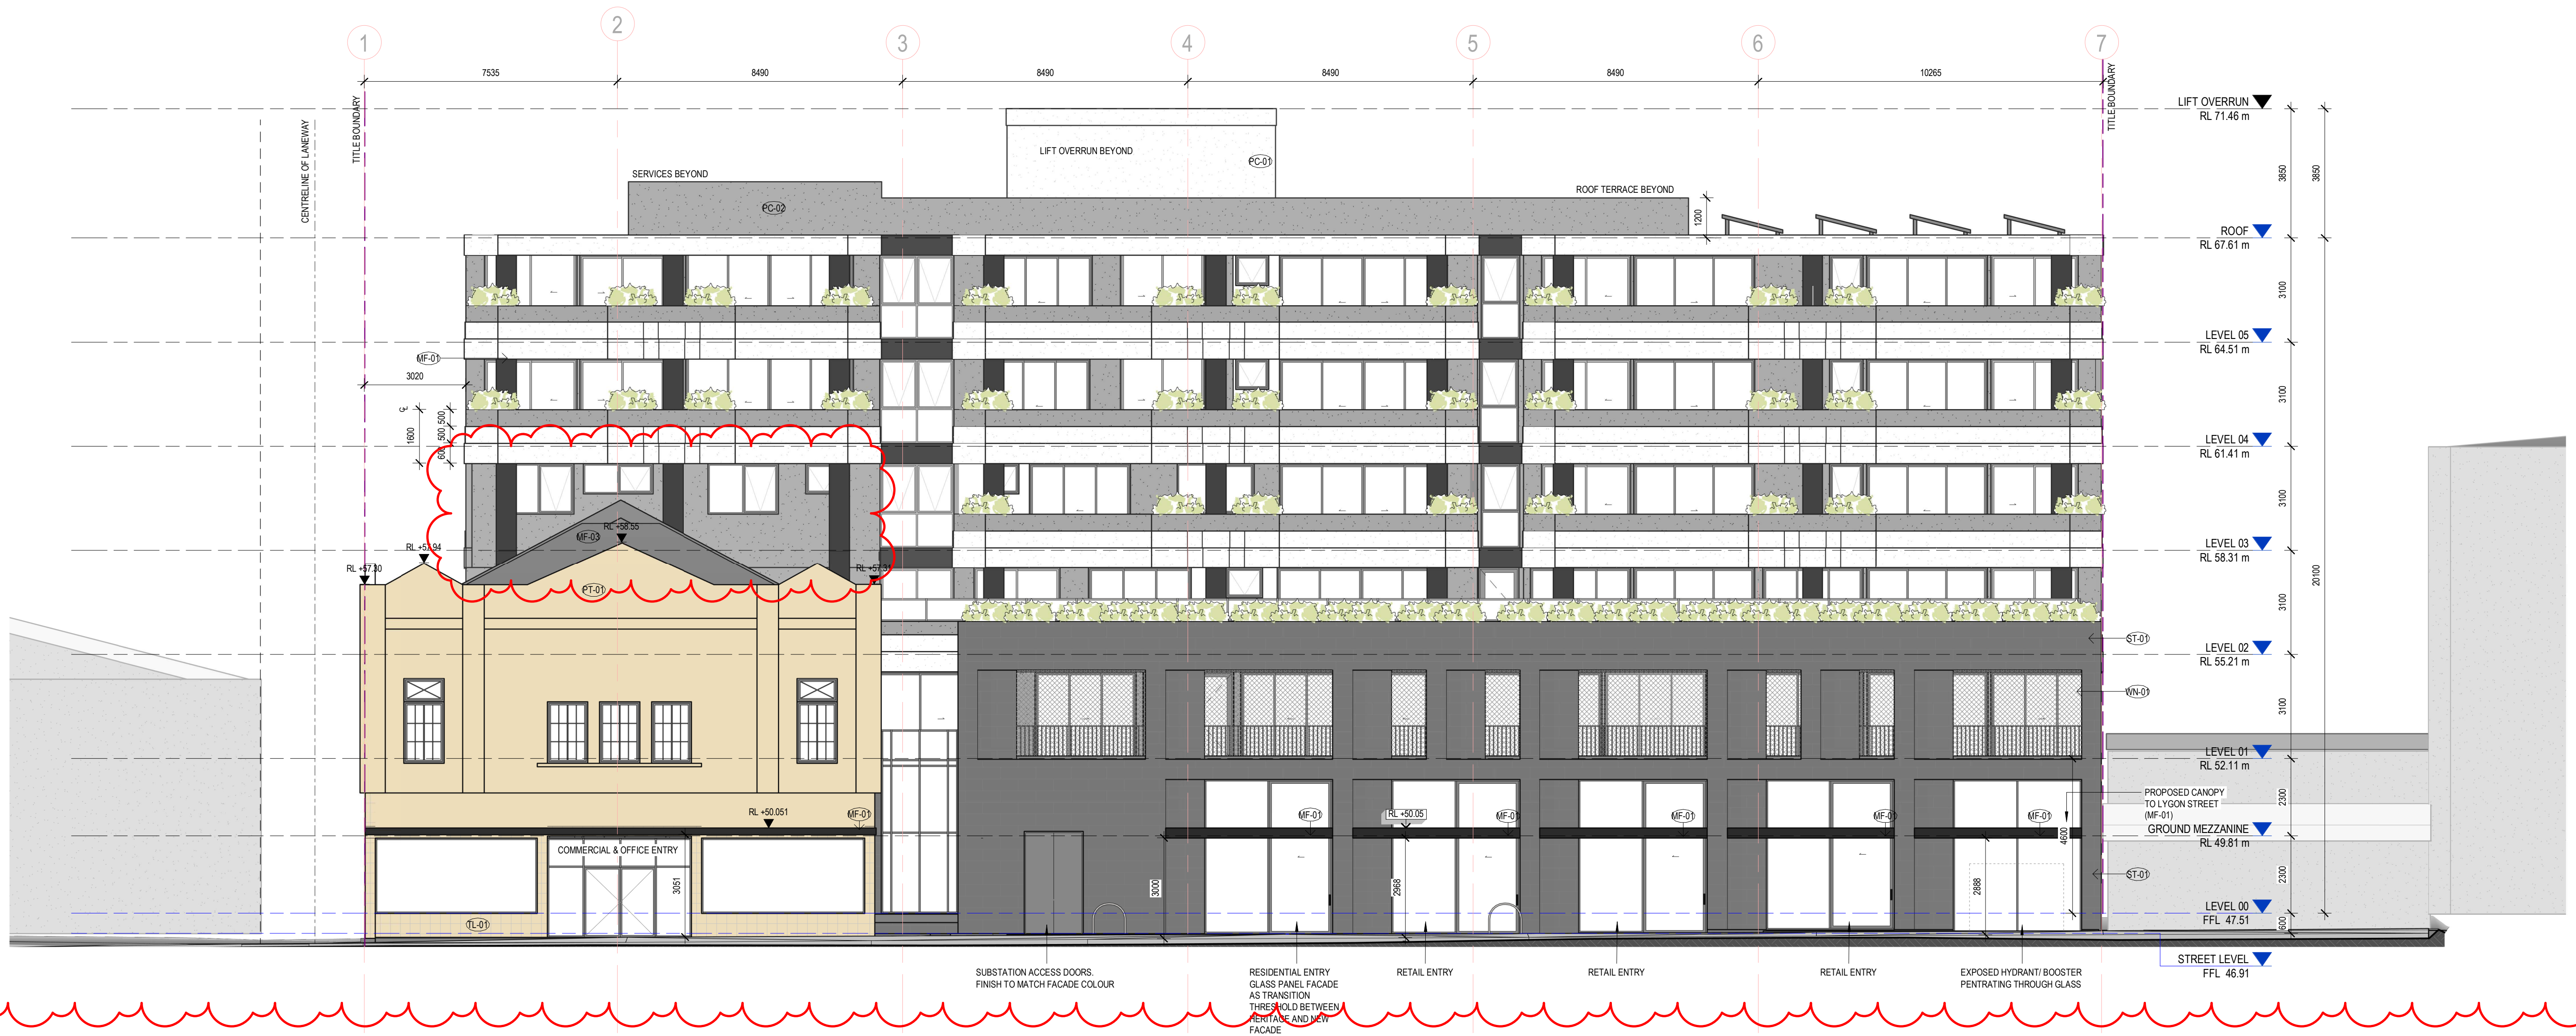 1
2
3
4
5
6
7
7535
8490
8490
8490
8490
10265
TITLE BOUNDARY
CENTRELINE OF LANEWAY
TITLE BOUNDARY
LIFT OVERRUN
RL 71.46 m
LIFT OVERRUN BEYOND
PC-01
SERVICES BEYOND
PC-02
ROOF TERRACE BEYOND
1200
3850
3850
ROOF
RL 67.61 m
3100
LEVEL 05
RL 64.51 m
MF-01
3020
3100
500
500
600
1600
LEVEL 04
RL 61.41 m
3100
RL +58.55
MF-03
RL +57.94
RL +57.30
RL +57.31
PT-01
LEVEL 03
RL 58.31 m
3100
20100
ST-01
LEVEL 02
RL 55.21 m
WN-01
3100
LEVEL 01
RL 52.11 m
PROPOSED CANOPY
TO LYGON STREET
(MF-01)
2300
RL +50.051
MF-01
MF-01
RL +50.05
MF-01
MF-01
MF-01
MF-01
4600
GROUND MEZZANINE
RL 49.81 m
COMMERCIAL & OFFICE ENTRY
3051
3000
2968
2888
ST-01
2300
TL-01
LEVEL 00
FFL 47.51
600
STREET LEVEL
FFL 46.91
SUBSTATION ACCESS DOORS.
FINISH TO MATCH FACADE COLOUR
RESIDENTIAL ENTRY
GLASS PANEL FACADE
AS TRANSITION
THRESHOLD BETWEEN
HERITAGE AND NEW
FACADE
RETAIL ENTRY
RETAIL ENTRY
RETAIL ENTRY
EXPOSED HYDRANT/ BOOSTER
PENTRATING THROUGH GLASS